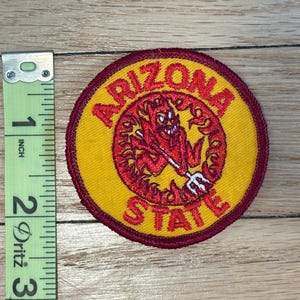 ARIZONA
STATE
1
INCH
2
Dritz
3